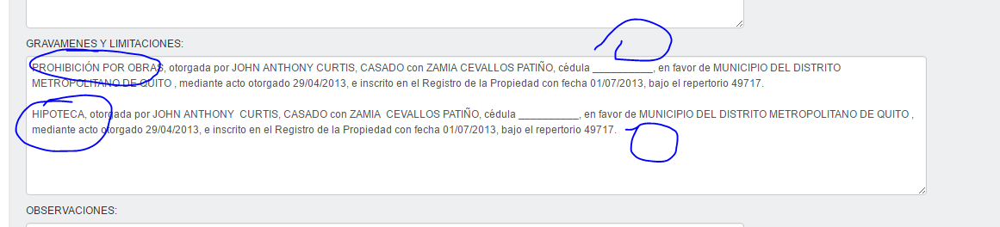 GRAVAMENES Y LIMITACIONES:
PROHIBICIÓN POR OBRAS, otorgada por JOHN ANTHONY CURTIS, CASADO con ZAMIA CEVALLOS PATIÑO, cédula ___________, en favor de MUNICIPIO DEL DISTRITO
METROPOLITANO DE QUITO , mediante acto otorgado 29/04/2013, e inscrito en el Registro de la Propiedad con fecha 01/07/2013, bajo el repertorio 49717.
HIPOTECA, otorgada por JOHN ANTHONY  CURTIS, CASADO con ZAMIA  CEVALLOS PATIÑO, cédula ___________, en favor de MUNICIPIO DEL DISTRITO METROPOLITANO DE QUITO ,
mediante acto otorgado 29/04/2013, e inscrito en el Registro de la Propiedad con fecha 01/07/2013, bajo el repertorio 49717.
OBSERVACIONES: